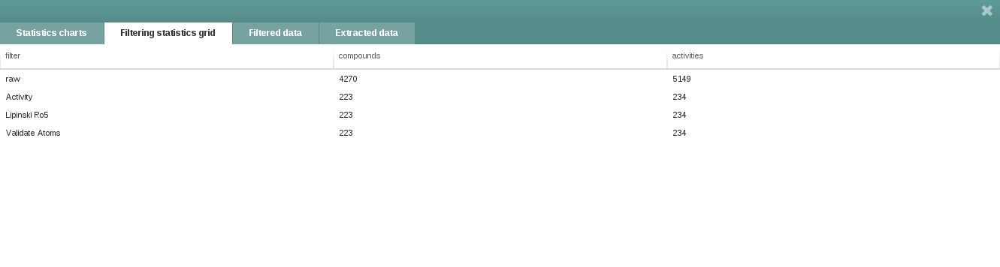 Statistics charts Filtering statistics grid Filtered data Extracted data
filter compounds activities
raw 4270 5149
Activity 223 234
Lipinski Ro5 223 234
Validate Atoms 223 234